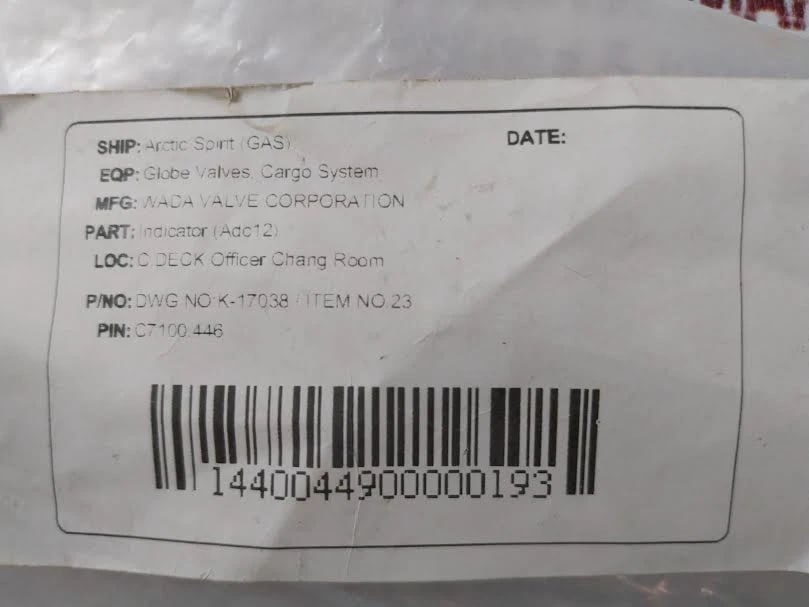 SHIP: Arctic Spirit (GAS)
DATE:
EQP: Globe Valves, Cargo System
MFG: WADA VALVE CORPORATION
PART: Indicator (Adc12)
LOC: C.DECK Officer Chang Room
P/NO: DWG NO K-17038 / ITEM NO.23
PIN: C7100.446
1440044900000193